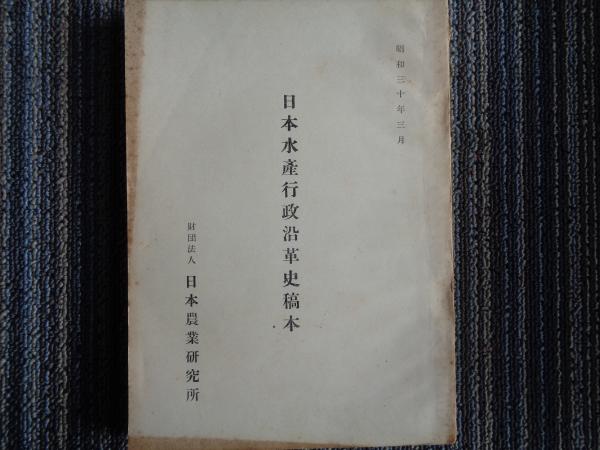 昭和三十年三月
日本水産行政沿革史稿本
財団法人 日本農業研究所